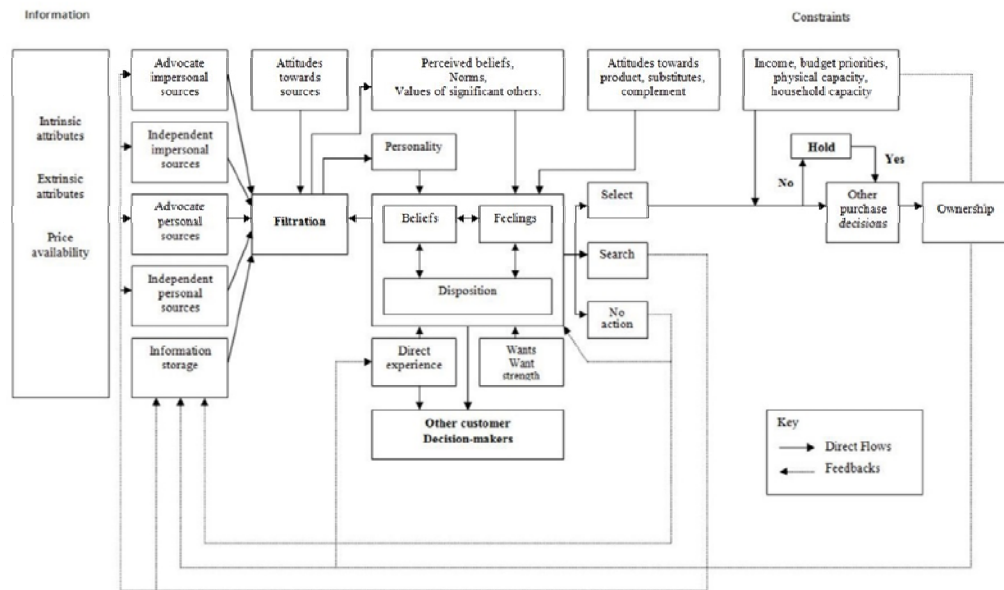 Information
Constraints
Intrinsic
attributes
Extrinsic
attributes
Price
availability
Advocate
impersonal
sources
Independent
impersonal
sources
Advocate
personal
sources
Independent
personal
sources
Information
storage
Attitudes
towards
sources
Filtration
Perceived beliefs,
Norms,
Values of significant others.
Personality
Beliefs
Feelings
Disposition
Direct
experience
Wants
Want
strength
Other customer
Decision-makers
Attitudes towards
product, substitutes,
complement
Select
Search
No
action
Income, budget priorities,
physical capacity,
household capacity
Hold
Yes
No
Other
purchase
decisions
Ownership
Key
Direct Flows
Feedbacks